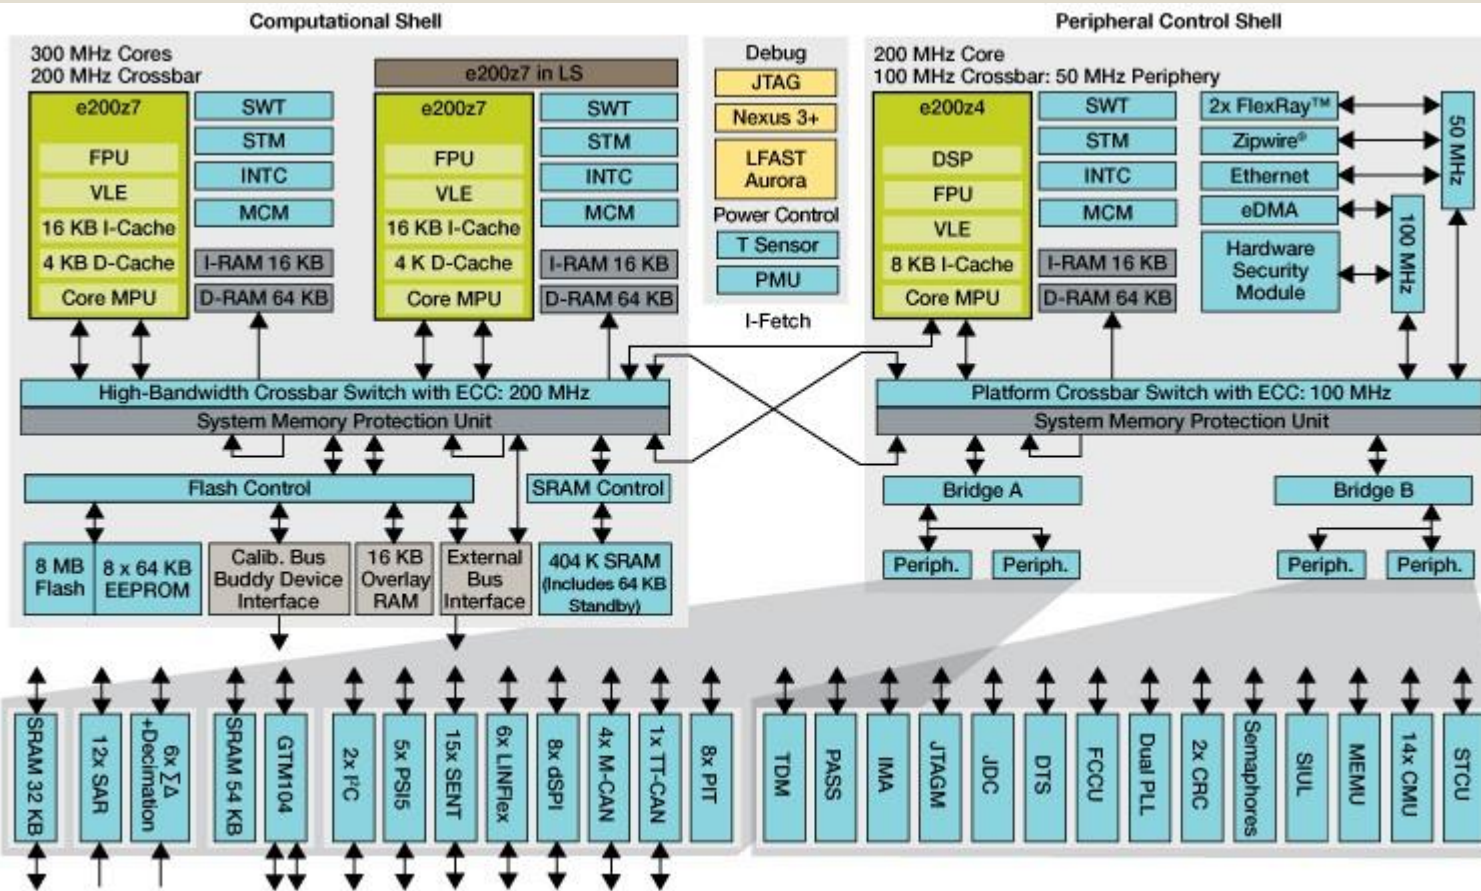 Computational Shell
300 MHz Cores
200 MHz Crossbar
e200z7
FPU
VLE
16 KB I-Cache
4 KB D-Cache
Core MPU
SWT
STM
INTC
MCM
I-RAM 16 KB
D-RAM 64 KB
e200z7 in LS
e200z7
FPU
VLE
16 KB I-Cache
4 K D-Cache
Core MPU
SWT
STM
INTC
MCM
I-RAM 16 KB
D-RAM 64 KB
High-Bandwidth Crossbar Switch with ECC: 200 MHz
System Memory Protection Unit
Flash Control
SRAM Control
8 MB
Flash
8 x 64 KB
EEPROM
Calib. Bus
Buddy Device
Interface
16 KB
Overlay
RAM
External
Bus
Interface
404 K SRAM
(Includes 64 KB
Standby)
Debug
JTAG
Nexus 3+
LFAST
Aurora
Power Control
T Sensor
PMU
I-Fetch
Peripheral Control Shell
200 MHz Core
100 MHz Crossbar: 50 MHz Periphery
e200z4
DSP
FPU
VLE
8 KB I-Cache
Core MPU
SWT
STM
INTC
MCM
I-RAM 16 KB
D-RAM 64 KB
2x FlexRay™
Zipwire®
Ethernet
eDMA
Hardware
Security
Module
50 MHz
100 MHz
Platform Crossbar Switch with ECC: 100 MHz
System Memory Protection Unit
Bridge A
Bridge B
Periph.
Periph.
Periph.
Periph.
SRAM 32 KB
12x SAR
6x ΣΔ
+Decimation
SRAM 54 KB
GTM104
2x I²C
5x PSI5
15x SENT
6x LINFlex
8x dSPI
4x M-CAN
1x TT-CAN
8x PIT
TDM
PASS
IMA
JTAGM
JDC
DTS
FCCU
Dual PLL
2x CRC
Semaphores
SIUL
MEMU
14x CMU
STCU